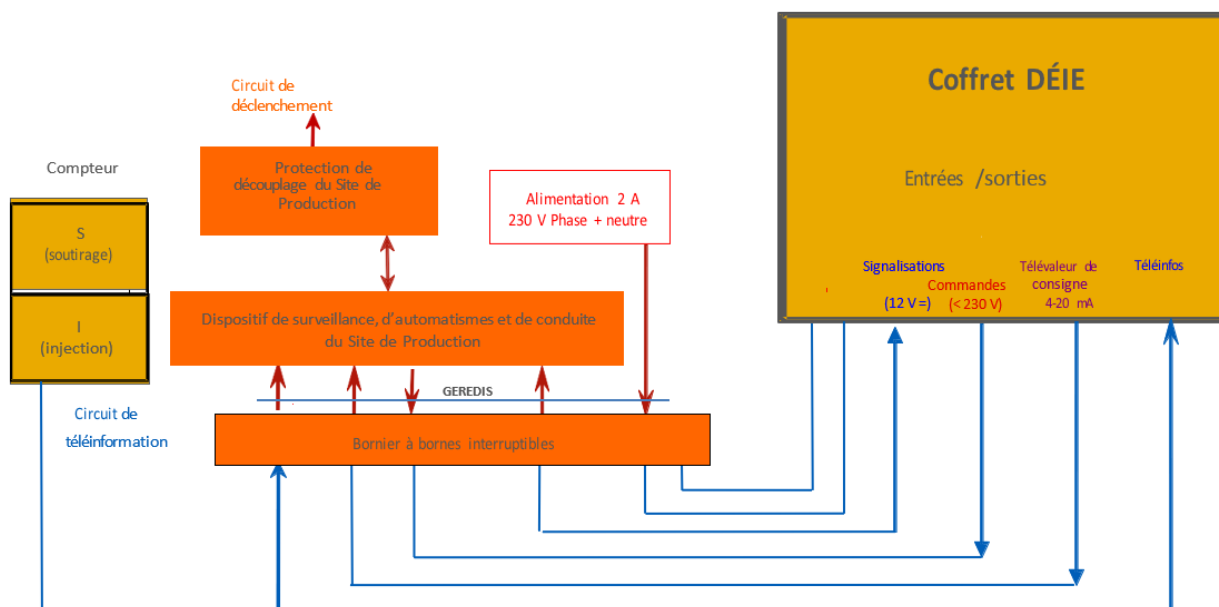 Coffret DÉIE
Circuit de
déclenchement
Compteur
Protection de
découplage du Site de
Production
Entrées /sorties
Alimentation 2 A
230 V Phase + neutre
S
(soutirage)
Signalisations
(12 V =)
Commandes
(< 230 V)
Télévaleur de
consigne
4-20 mA
Téléinfos
I
(injection)
Dispositif de surveillance, d'automatismes et de conduite
du Site de Production
GEREDIS
Circuit de
téléinformation
Bornier à bornes interruptibles